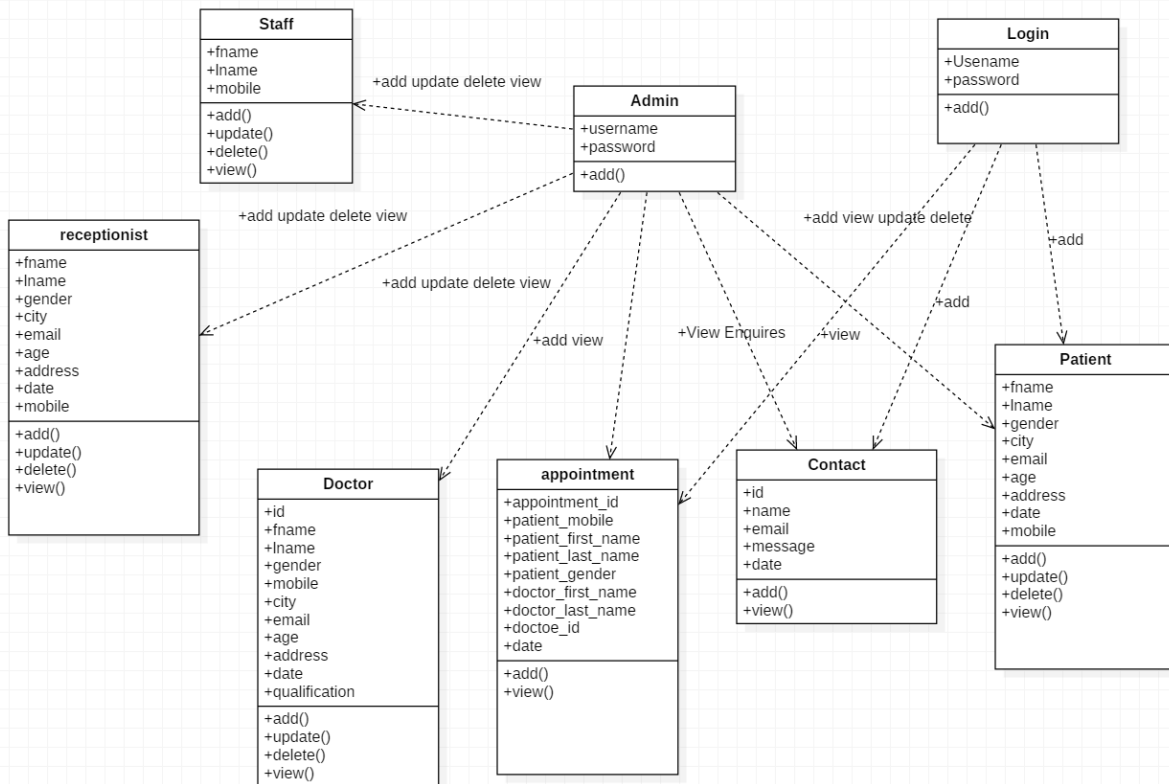 Staff
+fname
+lname
+mobile
+add()
+update()
+delete()
+view()
+add update delete view
Admin
+username
+password
+add()
Login
+Usename
+password
+add()
+add update delete view
+add view update delete
+add
receptionist
+fname
+lname
+gender
+city
+email
+age
+address
+date
+mobile
+add()
+update()
+delete()
+view()
+add update delete view
+add view
+View Enquires
+view
+add
Patient
+fname
+lname
+gender
+city
+email
+age
+address
+date
+mobile
+add()
+update()
+delete()
+view()
Doctor
+id
+fname
+lname
+gender
+mobile
+city
+email
+age
+address
+date
+qualification
+add()
+update()
+delete()
+view()
appointment
+appointment_id
+patient_mobile
+patient_first_name
+patient_last_name
+patient_gender
+doctor_first_name
+doctor_last_name
+doctoe_id
+date
+add()
+view()
Contact
+id
+name
+email
+message
+date
+add()
+view()